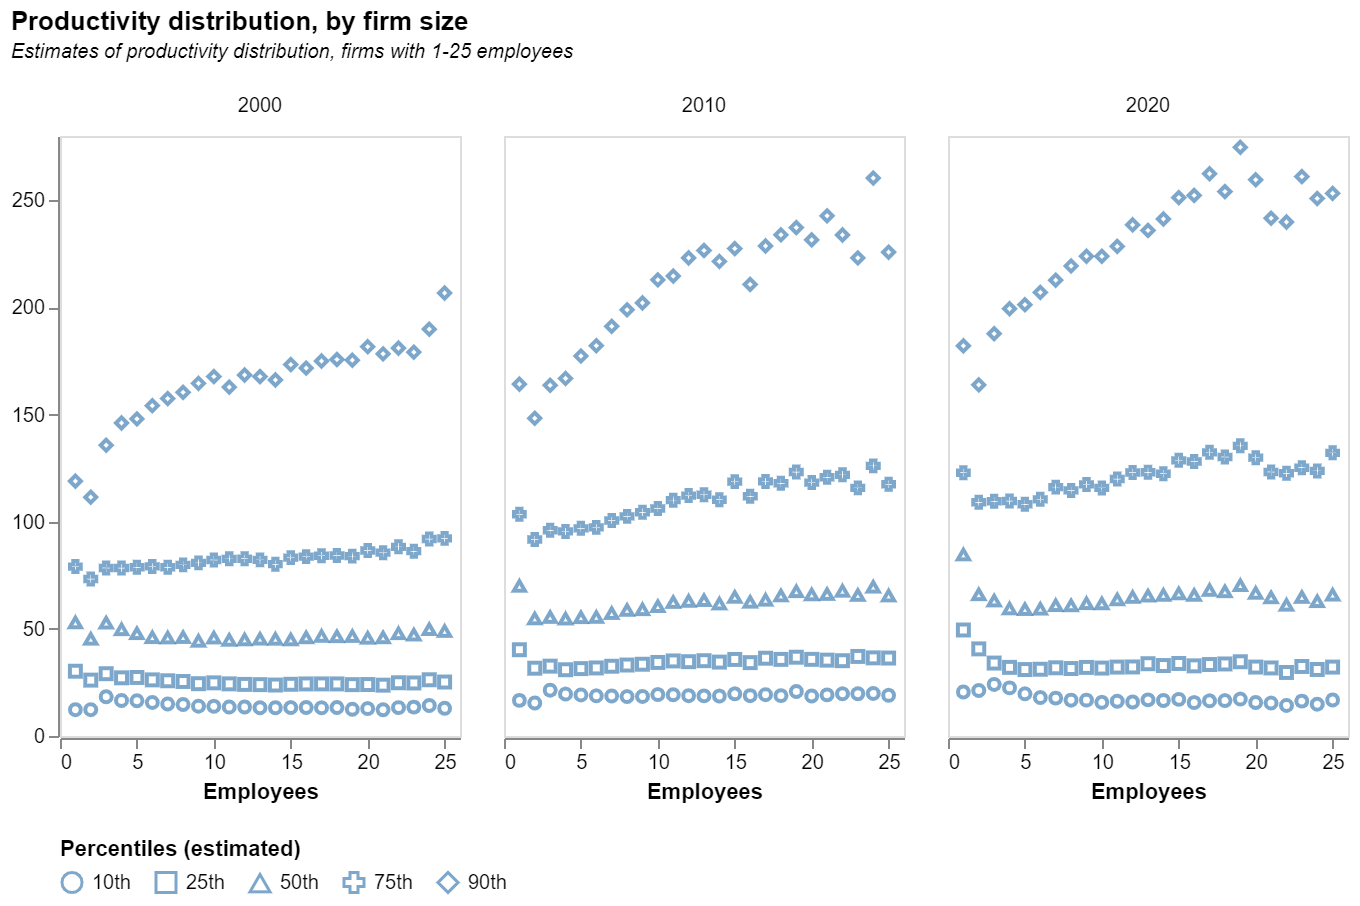 Productivity distribution, by firm size
Estimates of productivity distribution, firms with 1-25 employees
2000 2010 2020
250
200
150
100
50
0
0 5 10 15 20 25 0 5 10 15 20 25 0 5 10 15 20 25
Employees Employees Employees
Percentiles (estimated)
10th 25th 50th 75th 90th